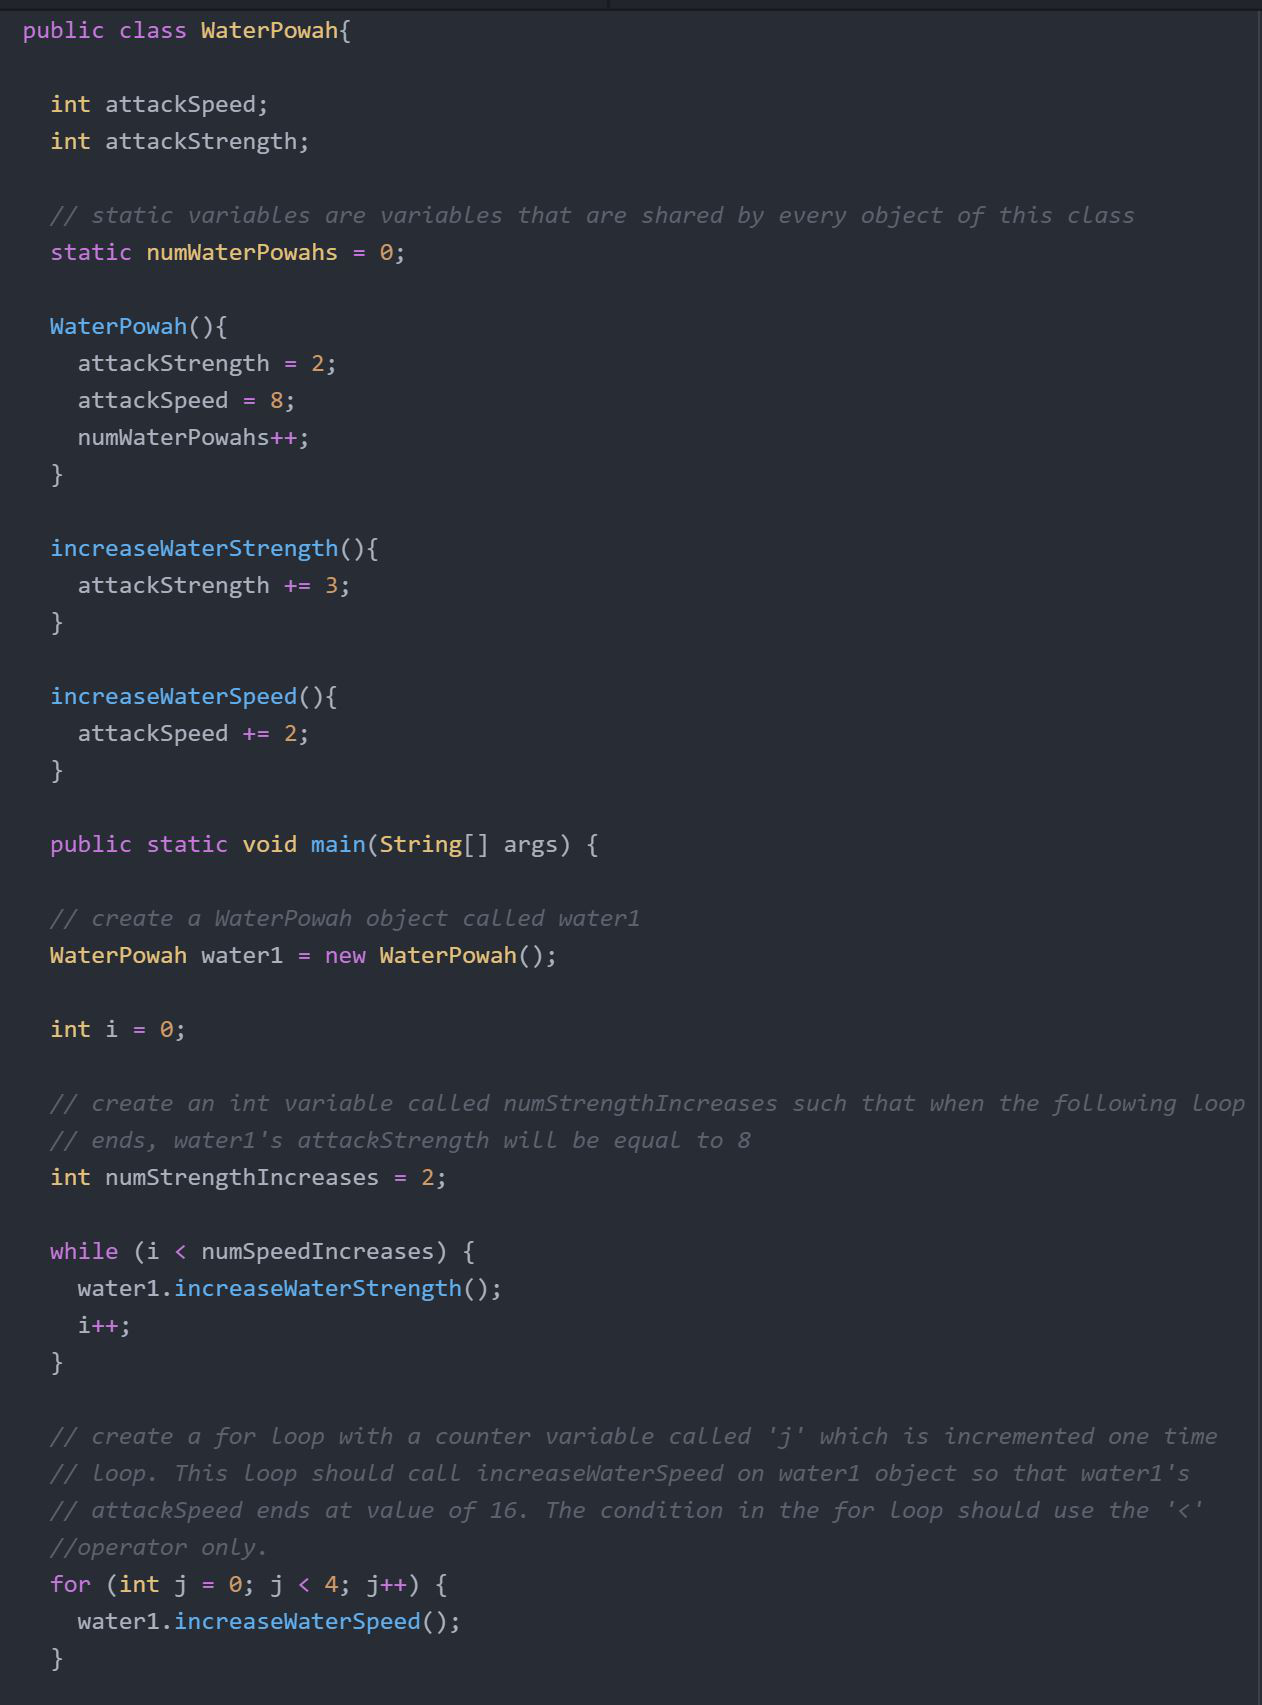 public class WaterPowah{
int attackSpeed;
int attackStrength;
// static variables are variables that are shared by every object of this class
static numWaterPowahs = 0;
WaterPowah(){
attackStrength = 2;
attackSpeed = 8;
numWaterPowahs++;
}
increaseWaterStrength(){
attackStrength += 3;
}
increaseWaterSpeed(){
attackSpeed += 2;
}
public static void main(String[] args) {
// create a WaterPowah object called water1
WaterPowah water1 = new WaterPowah();
int i = 0;
// create an int variable called numStrengthIncreases such that when the following loop
// ends, water1's attackStrength will be equal to 8
int numStrengthIncreases = 2;
while (i < numSpeedIncreases) {
water1.increaseWaterStrength();
i++;
}
// create a for loop with a counter variable called 'j' which is incremented one time
// loop. This loop should call increaseWaterSpeed on water1 object so that water1's
// attackSpeed ends at value of 16. The condition in the for loop should use the '<'
//operator only.
for (int j = 0; j < 4; j++) {
water1.increaseWaterSpeed();
}